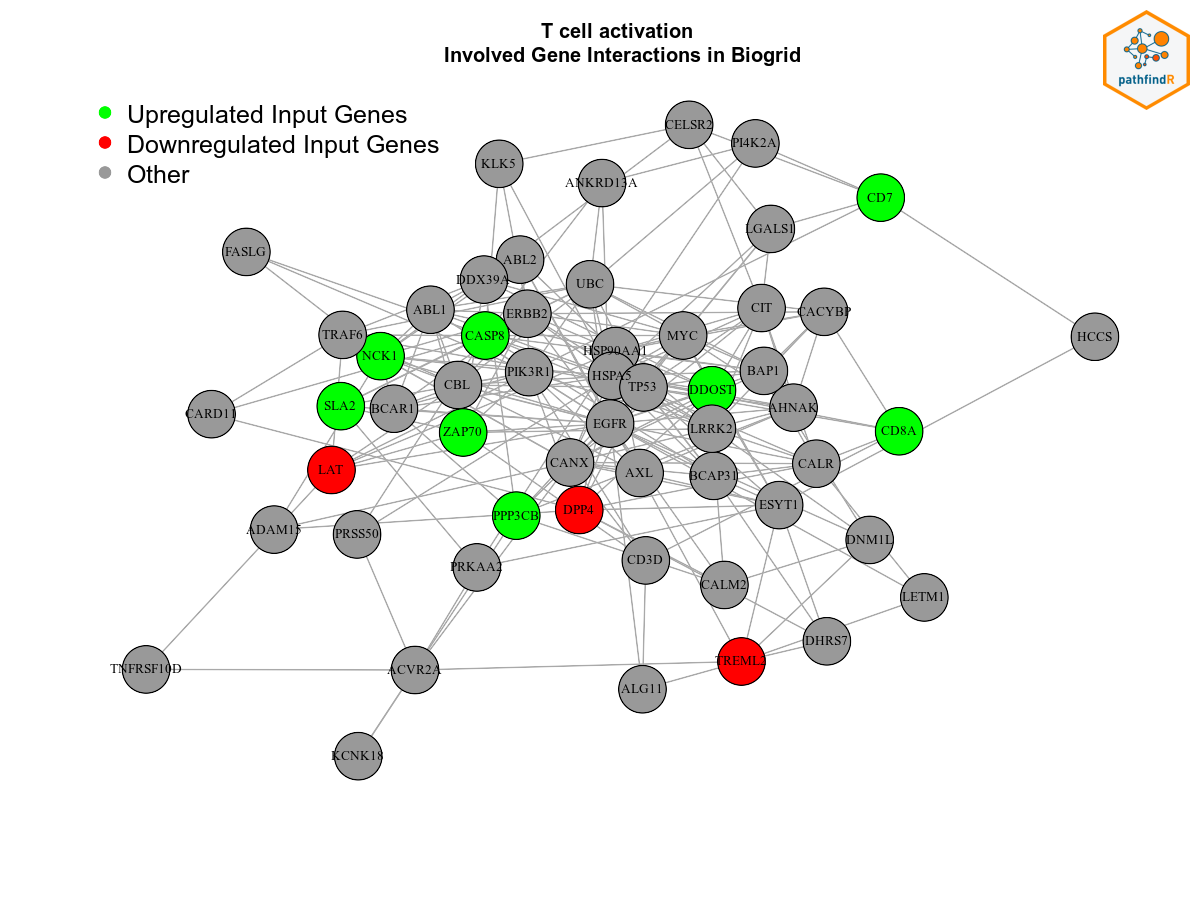 T cell activation
Involved Gene Interactions in Biogrid
pathfindR
Upregulated Input Genes
Downregulated Input Genes
Other
CELSR2
PI4K2A
KLK5
ANKRD13A
CD7
LGALS1
FASLG
ABL2
DDX39A
UBC
ABL1
ERBB2
CIT
CACYBP
TRAF6
CASP8
MYC
HCCS
NCK1
HSP90AA1
PIK3R1
HSPA5
BAP1
CBL
TP53
DDOST
SLA2
BCAR1
AHNAK
CARD11
EGFR
LRRK2
ZAP70
CD8A
LAT
CANX
AXL
BCAP31
CALR
PPP3CB
DPP4
ESYT1
ADAM15
PRSS50
DNM1L
PRKAA2
CD3D
CALM2
LETM1
DHRS7
TNFRSF10D
ACVR2A
TREML2
ALG11
KCNK18